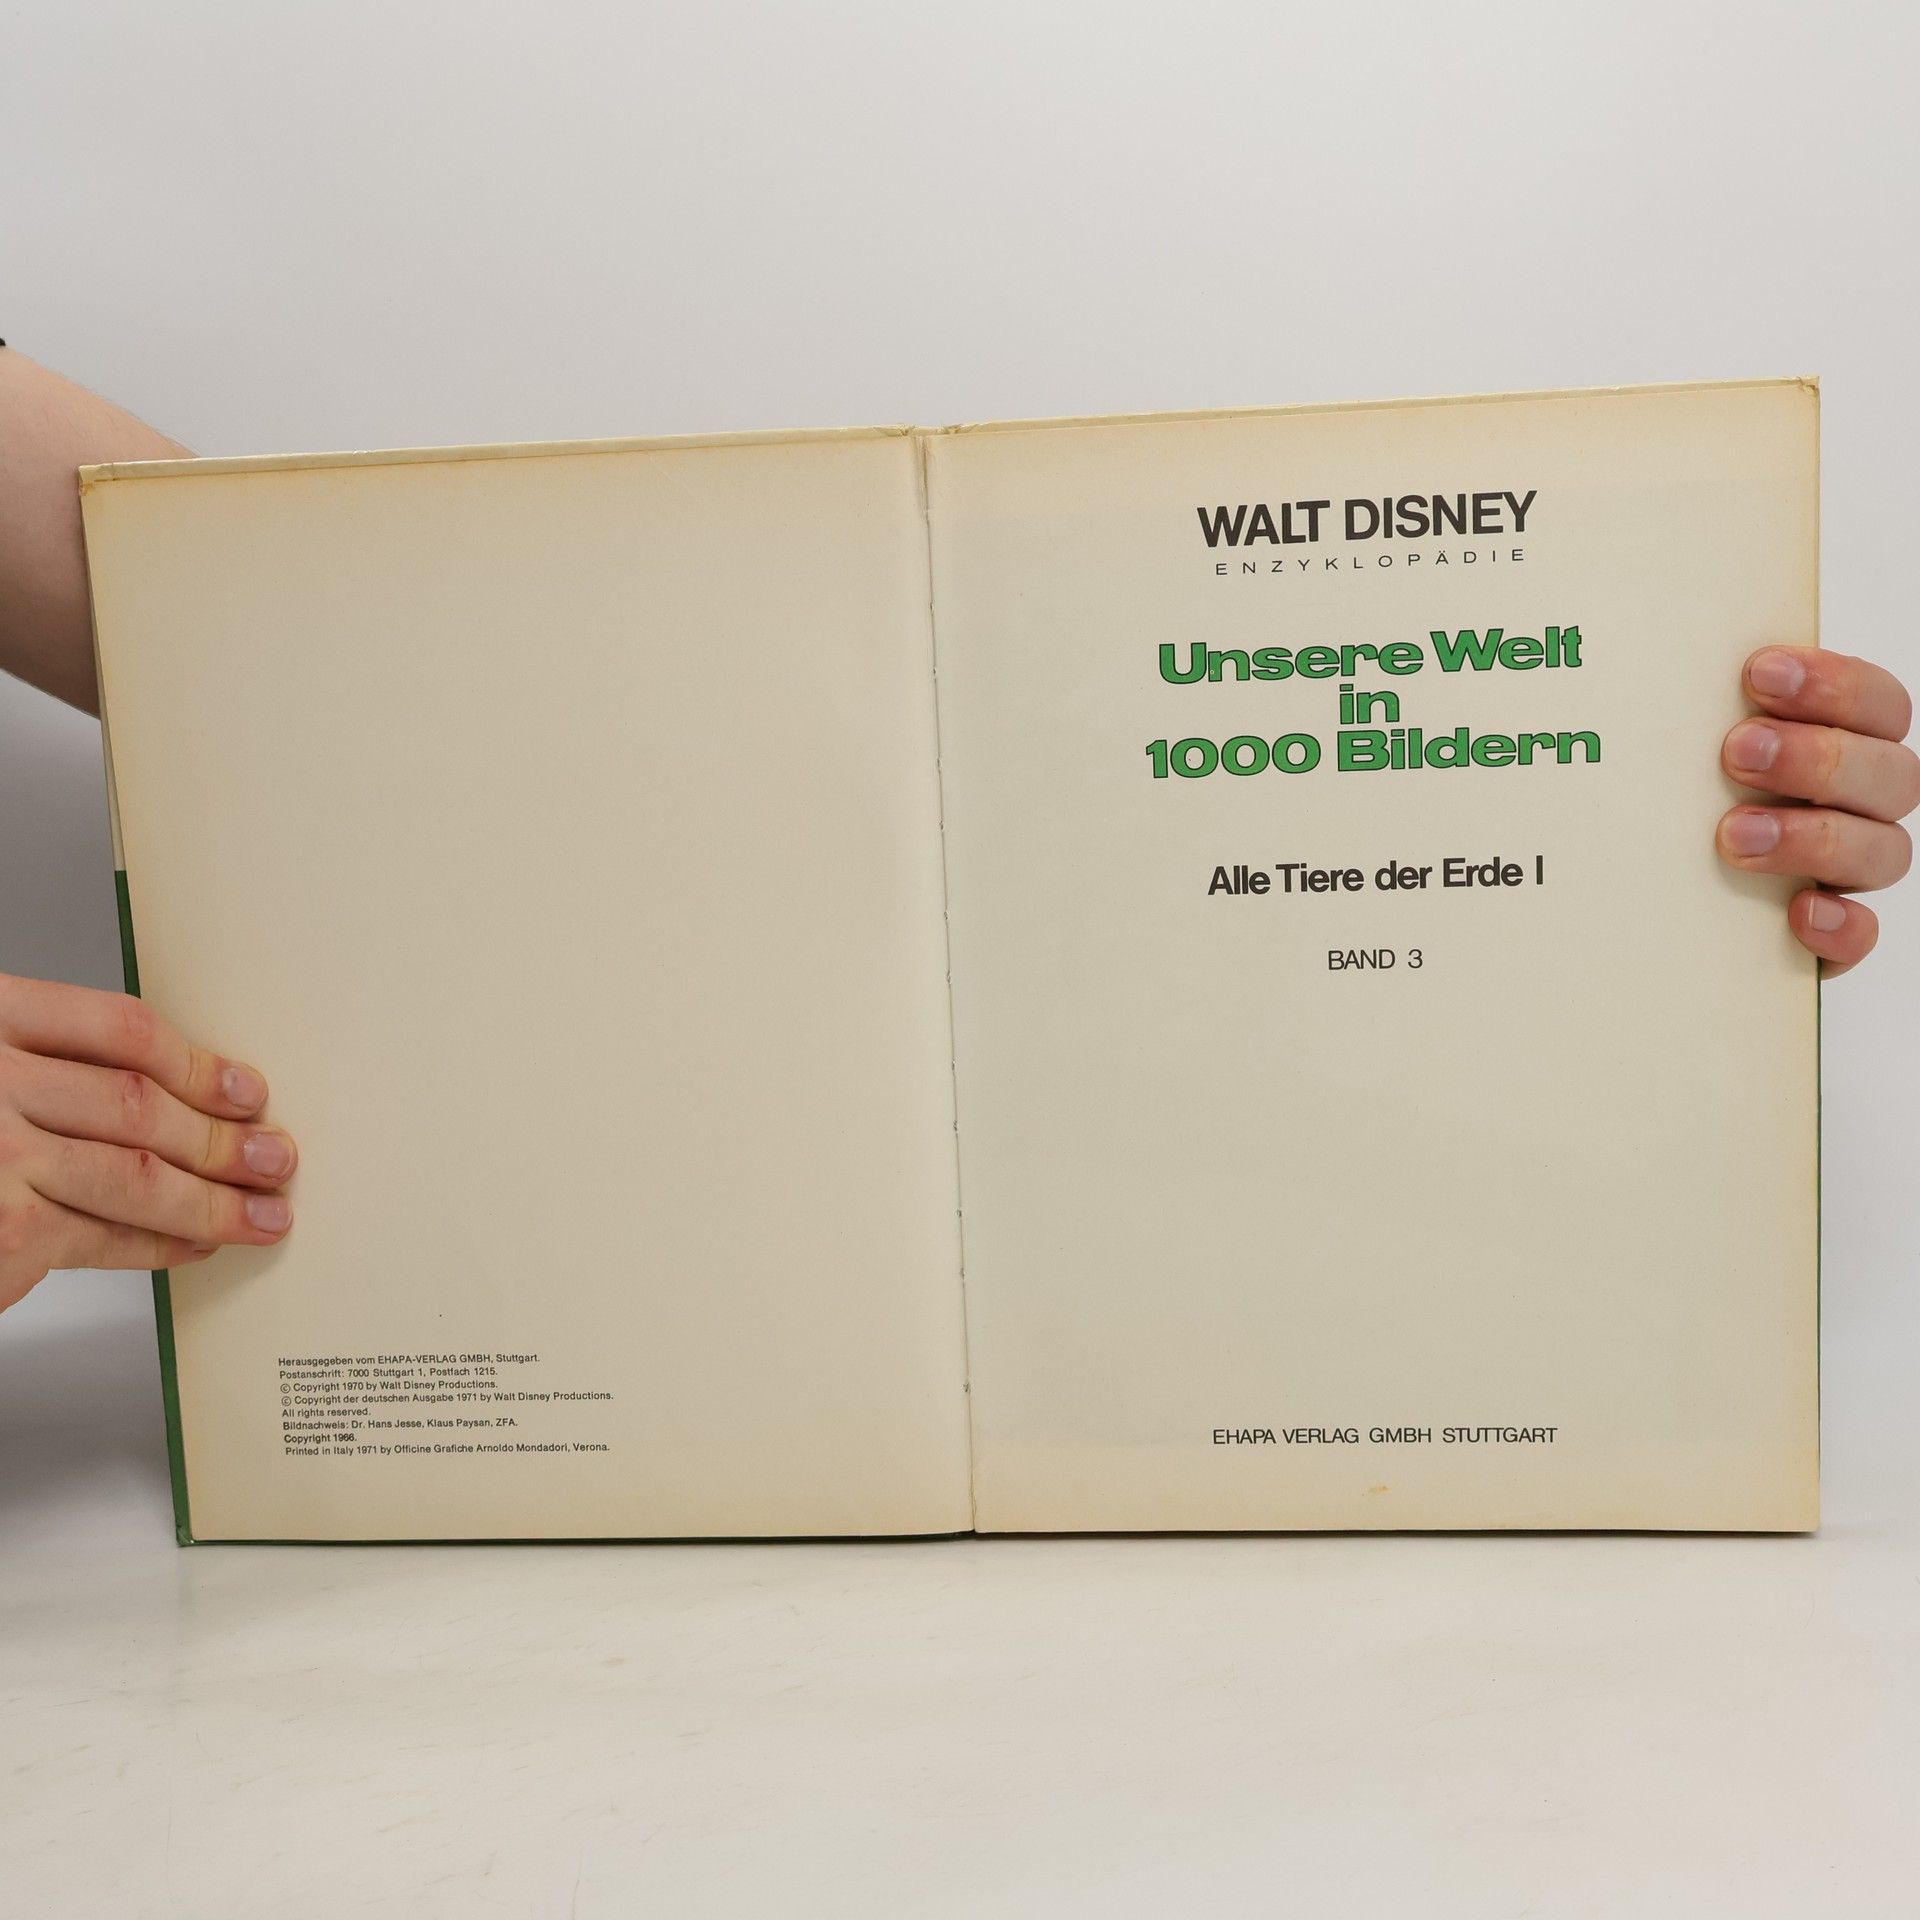 Herausgegeben vom EHAPA-VERLAG GMBH, Stuttgart.
Postanschrift: 7000 Stuttgart 1, Postfach 1215.
© Copyright 1970 by Walt Disney Productions.
© Copyright der deutschen Ausgabe 1971 by Walt Disney Productions.
All rights reserved.
Bildnachweis: Dr. Hans Jesse, Klaus Paysan, ZFA.
Copyright 1966.
Printed in Italy 1971 by Officine Grafiche Arnoldo Mondadori, Verona.
WALT DISNEY
ENZYKLOPÄDIE
Unsere Welt
in
1000 Bildern
Alle Tiere der Erde I
BAND 3
EHAPA VERLAG GMBH STUTTGART